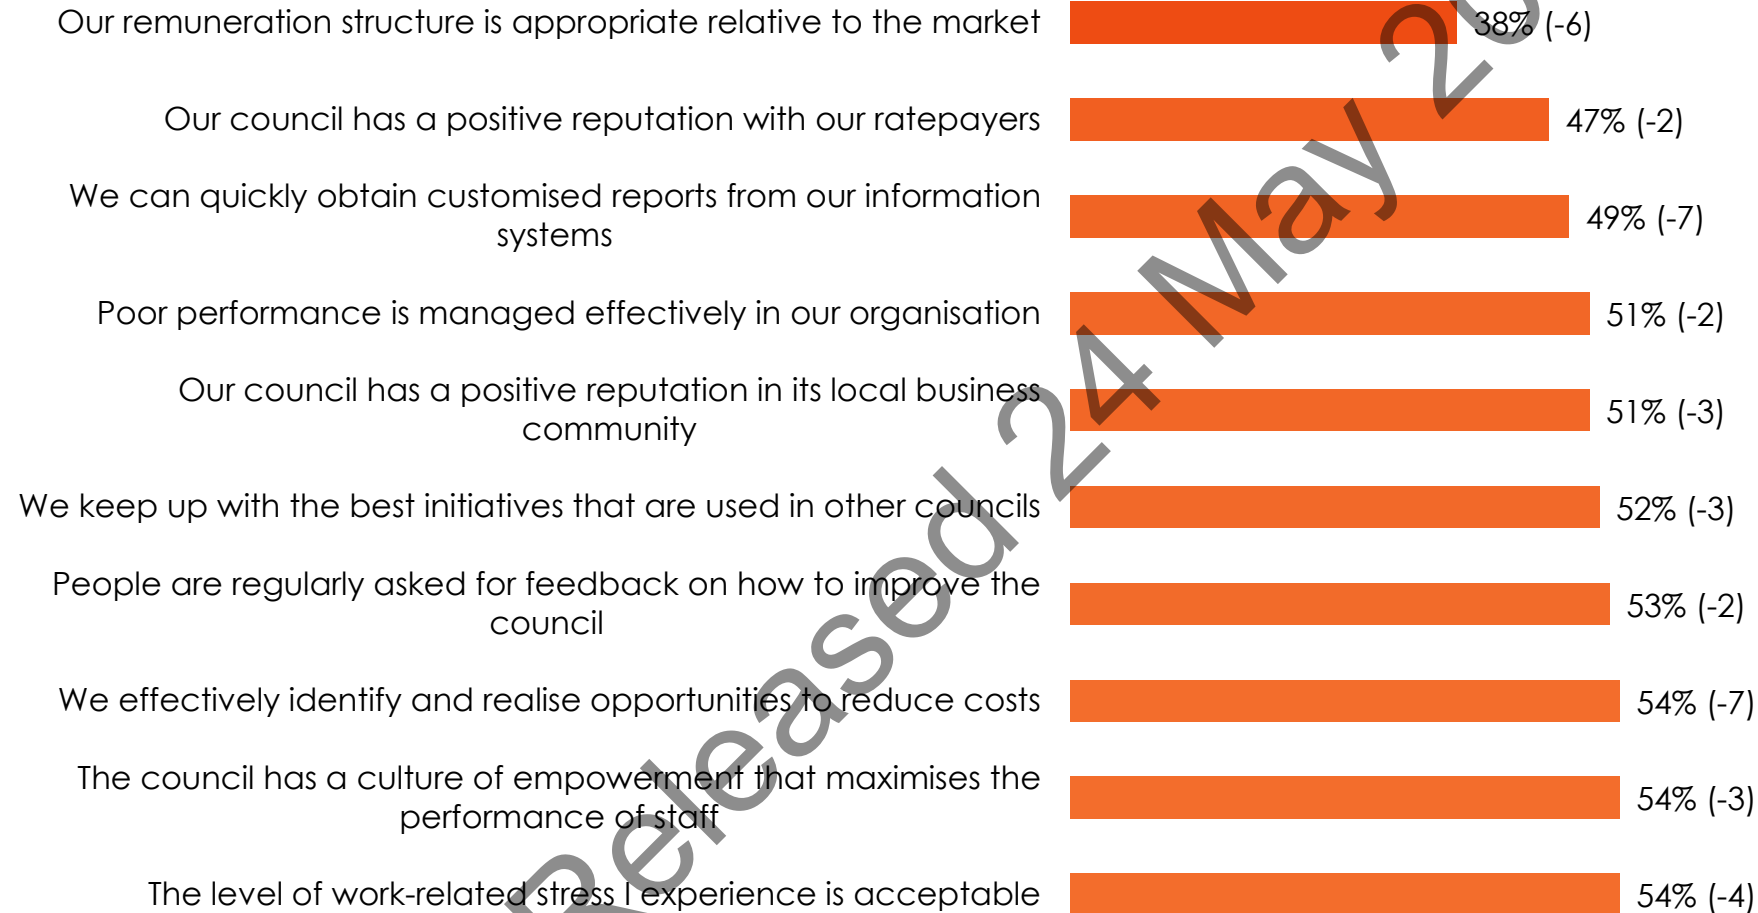 Our remuneration structure is appropriate relative to the market 38% (-6)
Our council has a positive reputation with our ratepayers 47% (-2)
We can quickly obtain customised reports from our information
systems 49% (-7)
Poor performance is managed effectively in our organisation 51% (-2)
Our council has a positive reputation in its local business
community 51% (-3)
We keep up with the best initiatives that are used in other councils 52% (-3)
People are regularly asked for feedback on how to improve the
council 53% (-2)
We effectively identify and realise opportunities to reduce costs 54% (-7)
The council has a culture of empowerment that maximises the
performance of staff 54% (-3)
The level of work-related stress I experience is acceptable 54% (-4)
Released 24 May